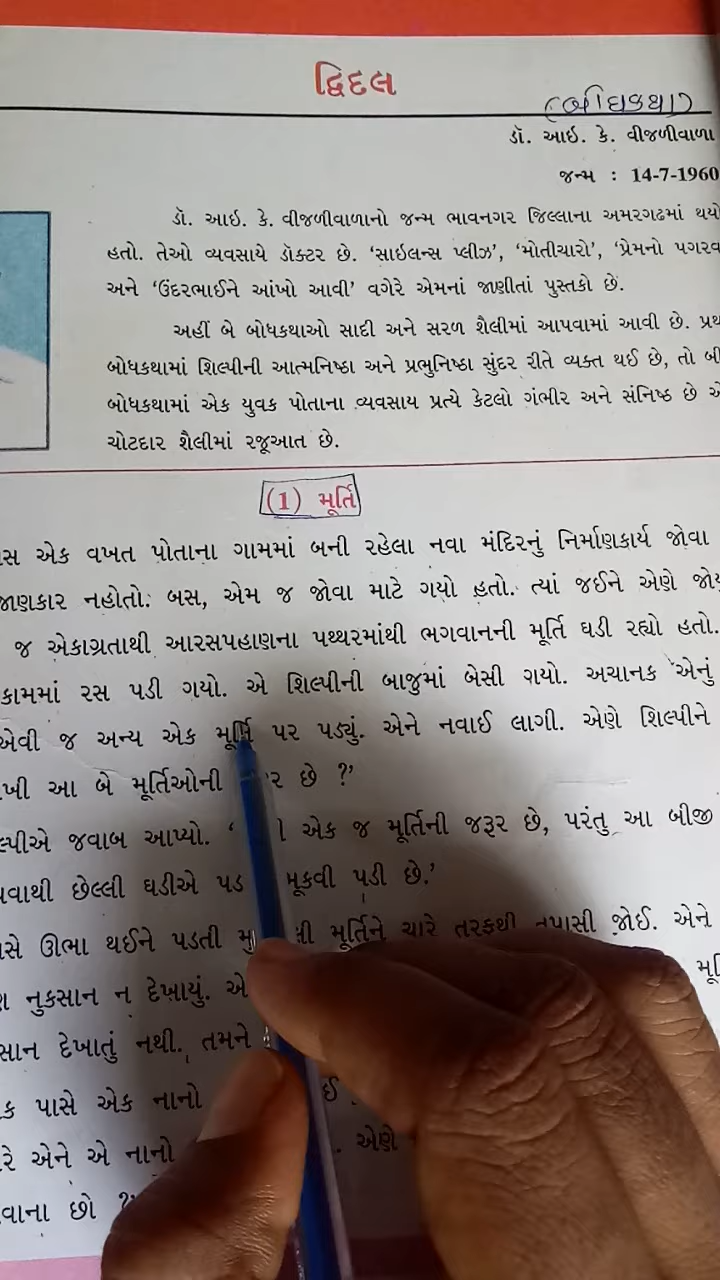 દ્વિદલ
(બોધકથા)
ડૉ. આઇ. કે. વીજળીવાળા
જન્મ : 14-7-1960
ડૉ. આઇ. કે. વીજળીવાળાનો જન્મ ભાવનગર જિલ્લાના અમરગઢમાં થયો
હતો. તેઓ વ્યવસાયે ડૉક્ટર છે. ‘સાઇલન્સ પ્લીઝ’, ‘મોતીચારો’, ‘પ્રેમનો પગરવ
અને ‘ઉંદરભાઈને આંખો આવી’ વગેરે એમનાં જાણીતાં પુસ્તકો છે.
અહીં બે બોધકથાઓ સાદી અને સરળ શૈલીમાં આપવામાં આવી છે. પ્રથ
બોધકથામાં શિલ્પીની આત્મનિષ્ઠા અને પ્રભુનિષ્ઠા સુંદર રીતે વ્યક્ત થઈ છે, તો બી
બોધકથામાં એક યુવક પોતાના વ્યવસાય પ્રત્યે કેટલો ગંભીર અને સંનિષ્ઠ છે એ
ચોટદાર શૈલીમાં રજૂઆત છે.
(1) મૂર્તિ
સ એક વખત પોતાના ગામમાં બની રહેલા નવા મંદિરનું નિર્માણકાર્ય જોવા
જાણકાર નહોતો. બસ, એમ જ જોવા માટે ગયો હતો. ત્યાં જઈને એણે જોયુ
જ એકાગ્રતાથી આરસપહાણના પથ્થરમાંથી ભગવાનની મૂર્તિ ઘડી રહ્યો હતો.
કામમાં રસ પડી ગયો. એ શિલ્પીની બાજુમાં બેસી ગયો. અચાનક એનું
એવી જ અન્ય એક મૂર્તિ પર પડ્યું. એને નવાઈ લાગી. એણે શિલ્પીને
ખી આ બે મૂર્તિઓની ર છે ?’
લ્પીએ જવાબ આપ્યો. ‘ એક જ મૂર્તિની જરૂર છે, પરંતુ આ બીજી
વાથી છેલ્લી ઘડીએ પડ મૂકવી પડી છે.’
સે ઊભા થઈને પડતી મુ મૂર્તિને ચારે તરફથી તપાસી જોઈ. એને
નુકસાન ન દેખાયું. એ મૂ
સાન દેખાતું નથી. તમને
ક પાસે એક નાનો ઈ
રે એને એ નાનો . એણે
વાના છો ?